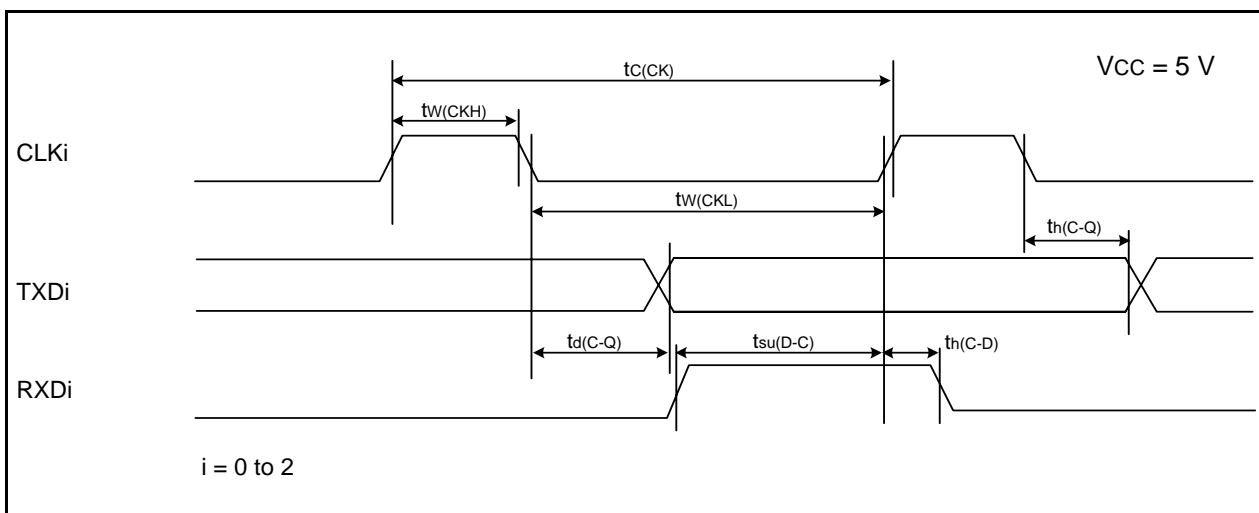 tC(CK)
VCC = 5 V
tW(CKH)
CLKi
tW(CKL)
th(C-Q)
TXDi
td(C-Q)
tsu(D-C)
th(C-D)
RXDi
i = 0 to 2